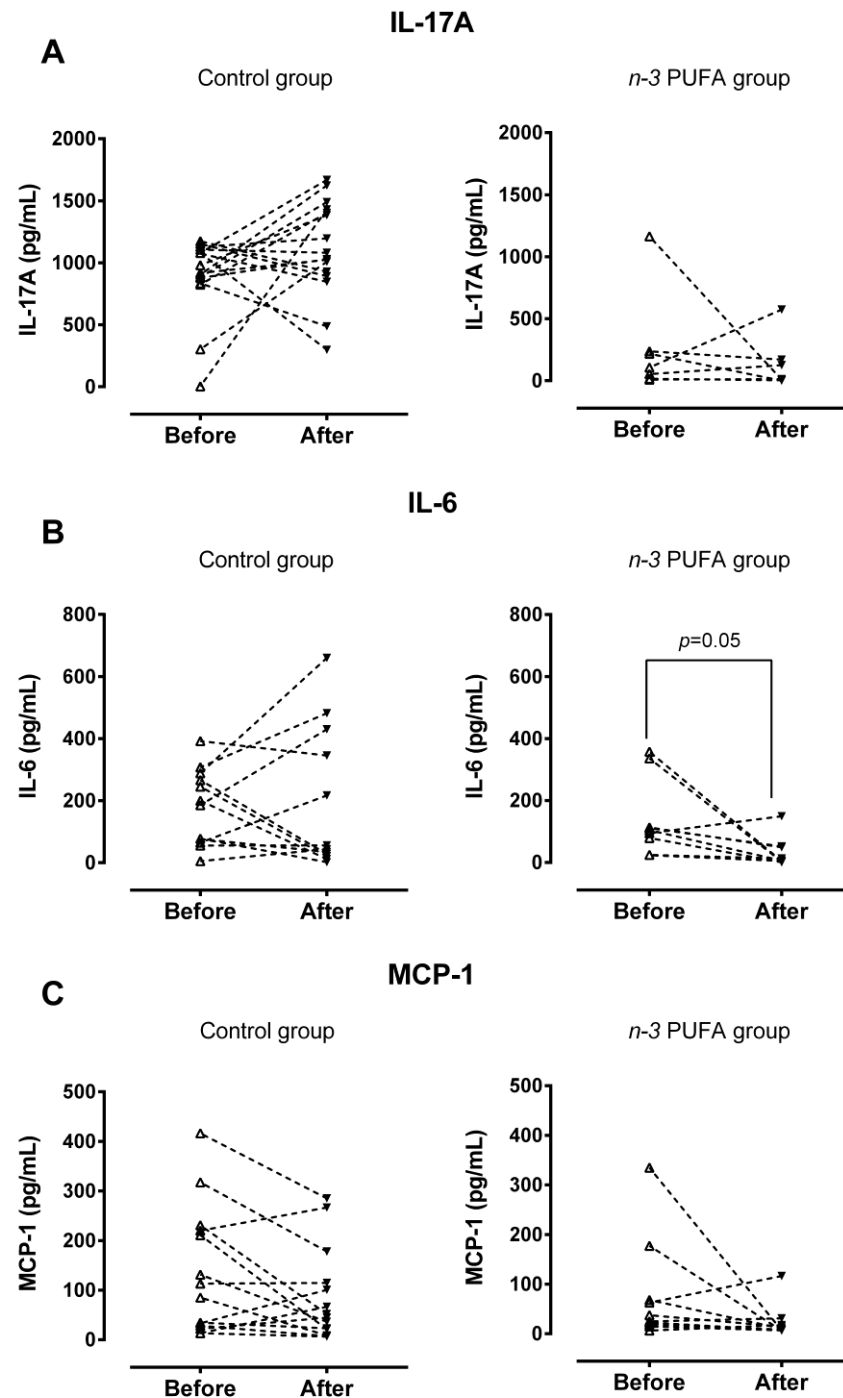 IL-17A
A
Control group
n-3 PUFA group
IL-17A (pg/mL)
2000
1500
1000
500
0
Before After
IL-17A (pg/mL)
2000
1500
1000
500
0
Before After
IL-6
B
Control group
n-3 PUFA group
IL-6 (pg/mL)
800
600
400
200
0
Before After
IL-6 (pg/mL)
800
600
400
200
0
p=0.05
Before After
MCP-1
C
Control group
n-3 PUFA group
MCP-1 (pg/mL)
500
400
300
200
100
0
Before After
MCP-1 (pg/mL)
500
400
300
200
100
0
Before After